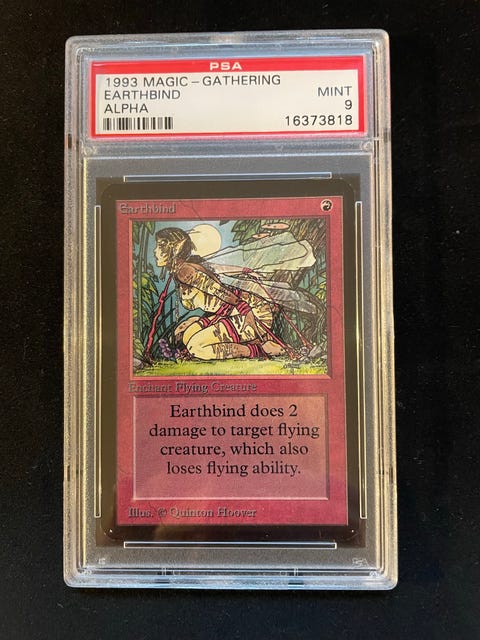 PSA
1993 MAGIC - GATHERING
EARTHBIND MINT
ALPHA 9
16373818
Earthbind
Enchant Flying Creature
Earthbind does 2
damage to target flying
creature, which also
loses flying ability.
Illus. © Quinton Hoover